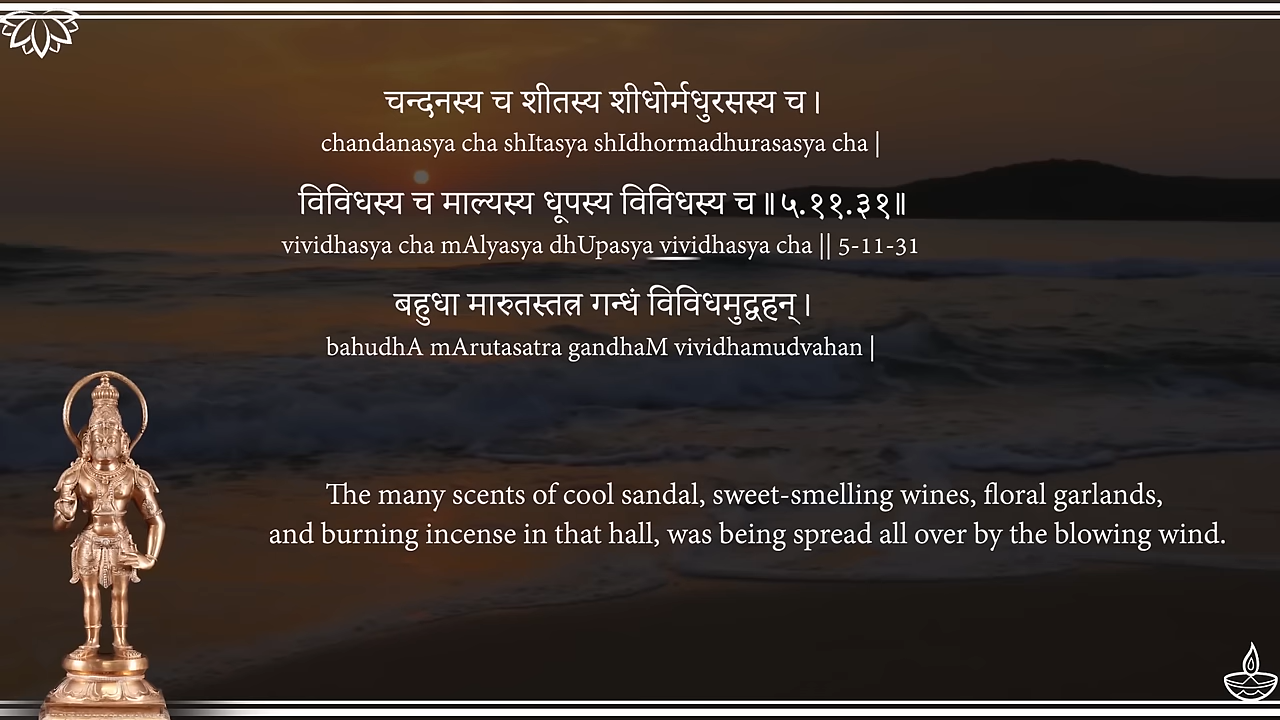 चन्दनस्य च शीतस्य शीधोर्मधुरसस्य च ।
chandanasya cha shItasya shIdhormadhurasasya cha |
विविधस्य च माल्यस्य धूपस्य विविधस्य च ॥ ५.११.३१॥
vividhasya cha mAlyasya dhUpasya vividhasya cha || 5-11-31
बहुधा मारुतस्तत्र गन्धं विविधमुद्वहन् ।
bahudhA mArutasatra gandhaM vividhamudvahan |
The many scents of cool sandal, sweet-smelling wines, floral garlands,
and burning incense in that hall, was being spread all over by the blowing wind.